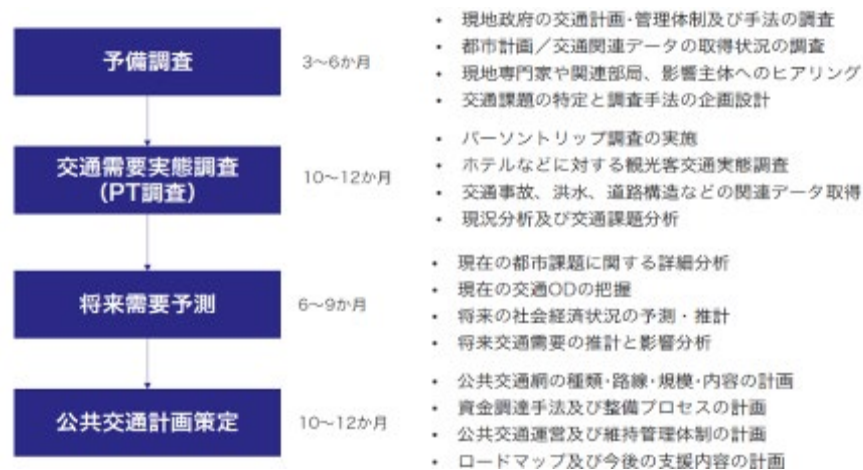 予備調査
3〜6か月
• 現地政府の交通計画･管理体制及び手法の調査
• 都市計画／交通関連データの取得状況の調査
• 現地専門家や関連部局、影響主体へのヒアリング
• 交通課題の特定と調査手法の企画設計
交通需要実態調査
(PT調査)
10〜12か月
• パーソントリップ調査の実施
• ホテルなどに対する観光客交通実態調査
• 交通事故、洪水、道路構造などの関連データ取得
• 現況分析及び交通課題分析
将来需要予測
6〜9か月
• 現在の都市課題に関する詳細分析
• 現在の交通ODの把握
• 将来の社会経済状況の予測・推計
• 将来交通需要の推計と影響分析
公共交通計画策定
10〜12か月
• 公共交通網の種類･路線･規模･内容の計画
• 資金調達手法及び整備プロセスの計画
• 公共交通運営及び維持管理体制の計画
• ロードマップ及び今後の支援内容の計画